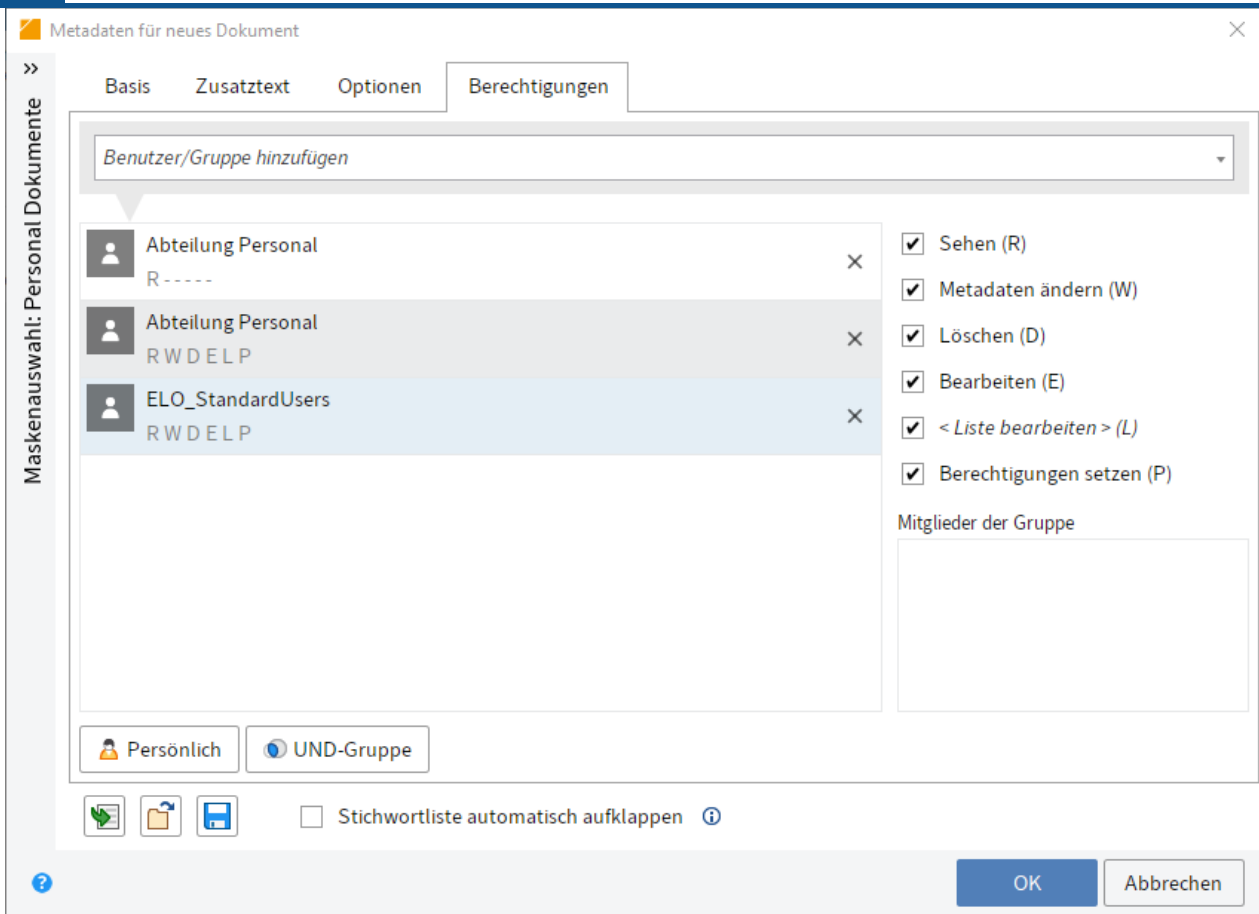 Metadaten für neues Dokument
Maskenauswahl: Personal Dokumente
Basis Zusatztext Optionen Berechtigungen
Benutzer/Gruppe hinzufügen
Abteilung Personal
R - - - - -
Abteilung Personal
R W D E L P
ELO_StandardUsers
R W D E L P
Sehen (R)
Metadaten ändern (W)
Löschen (D)
Bearbeiten (E)
< Liste bearbeiten > (L)
Berechtigungen setzen (P)
Mitglieder der Gruppe
Persönlich UND-Gruppe
Stichwortliste automatisch aufklappen
OK Abbrechen